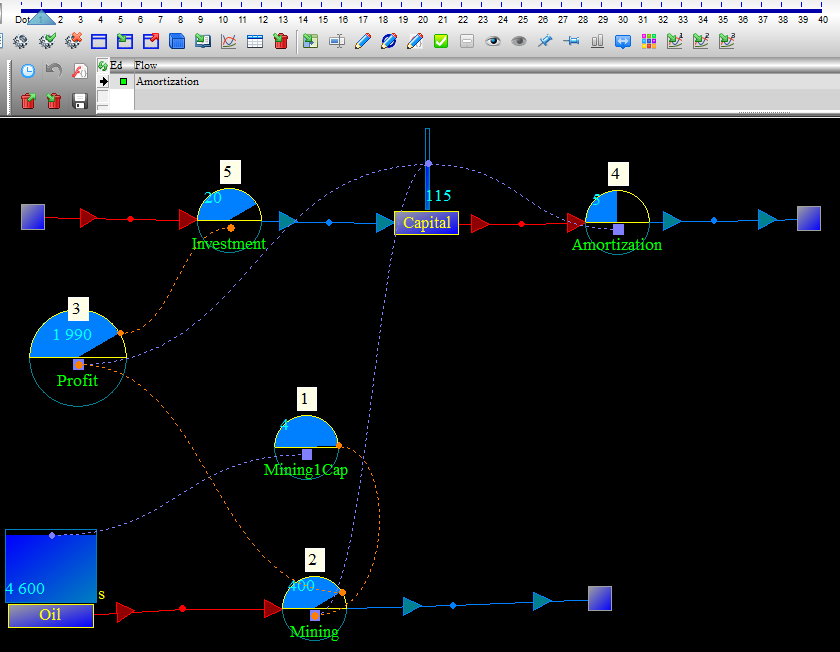 Dot 2 3 4 5 6 7 8 9 10 11 12 13 14 15 16 17 18 19 20 21 22 23 24 25 26 27 28 29 30 31 32 33 34 35 36 37 38 39 40
Ed Flow
Amortization
5
20
Investment
115
Capital
4
5
Amortization
3
1 990
Profit
1
4
Mining1Cap
4 600
s
Oil
2
400
Mining